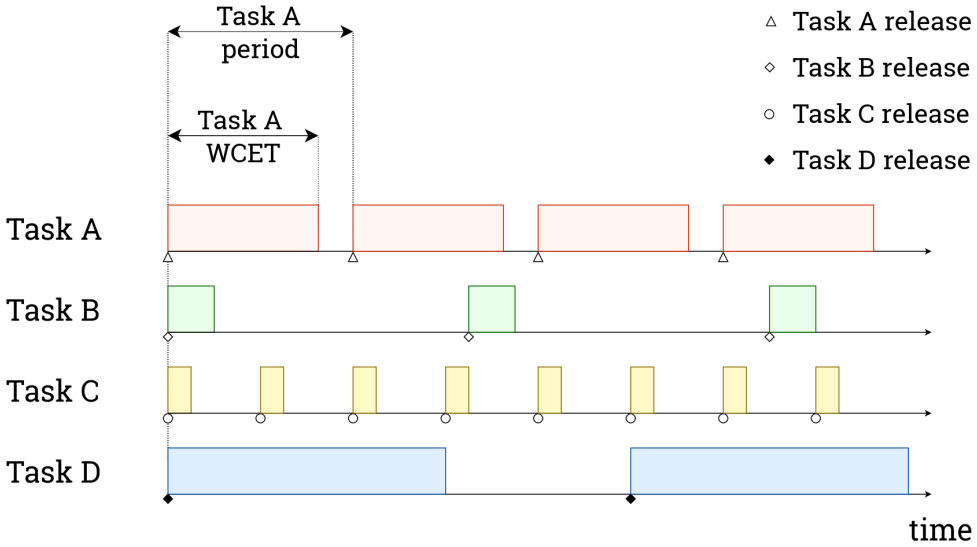 Task A
period
Task A
WCET
Task A release
Task B release
Task C release
Task D release
Task A
Task B
Task C
Task D
time